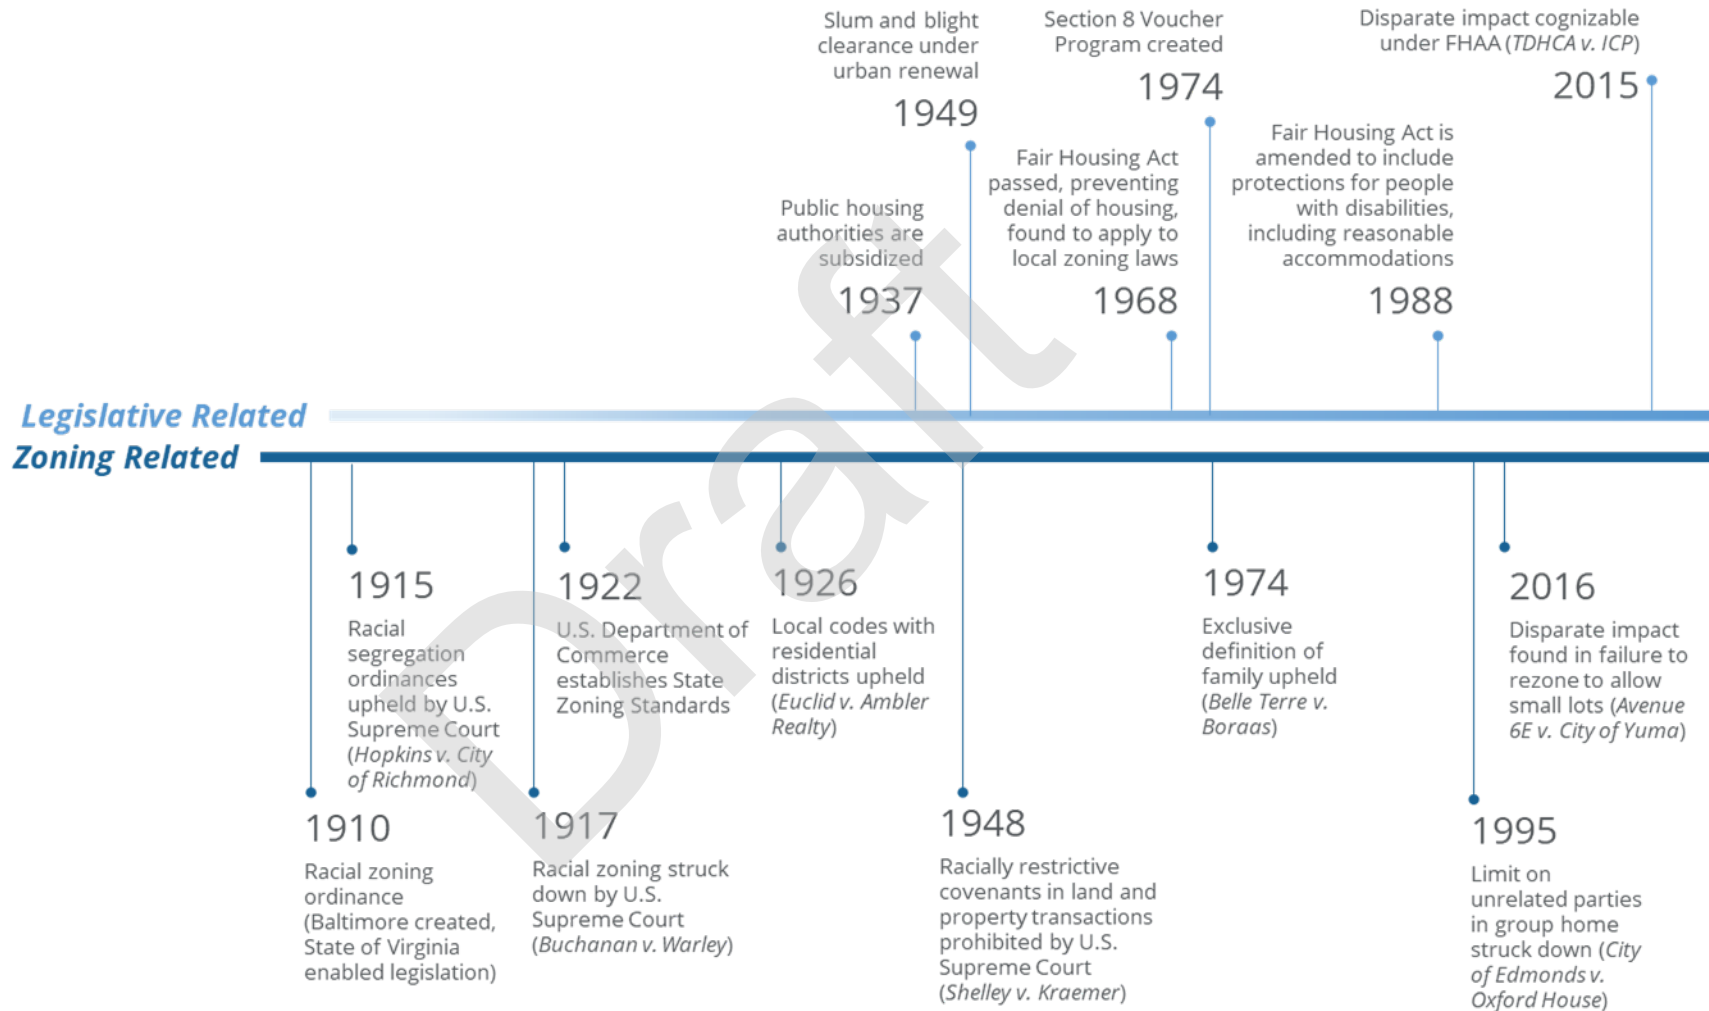 Slum and blight
clearance under
urban renewal
1949
Section 8 Voucher
Program created
1974
Disparate impact cognizable
under FHAA (TDHCA v. ICP)
2015
Public housing
authorities are
subsidized
1937
Fair Housing Act
passed, preventing
denial of housing,
found to apply to
local zoning laws
1968
Fair Housing Act is
amended to include
protections for people
with disabilities,
including reasonable
accommodations
1988
Legislative Related
Zoning Related
1915
Racial
segregation
ordinances
upheld by U.S.
Supreme Court
(Hopkins v. City
of Richmond)
1922
U.S. Department of
Commerce
establishes State
Zoning Standards
1926
Local codes with
residential
districts upheld
(Euclid v. Ambler
Realty)
1974
Exclusive
definition of
family upheld
(Belle Terre v.
Boraas)
2016
Disparate impact
found in failure to
rezone to allow
small lots (Avenue
6E v. City of Yuma)
1910
Racial zoning
ordinance
(Baltimore created,
State of Virginia
enabled legislation)
1917
Racial zoning struck
down by U.S.
Supreme Court
(Buchanan v. Warley)
1948
Racially restrictive
covenants in land and
property transactions
prohibited by U.S.
Supreme Court
(Shelley v. Kraemer)
1995
Limit on
unrelated parties
in group home
struck down (City
of Edmonds v.
Oxford House)
Draft